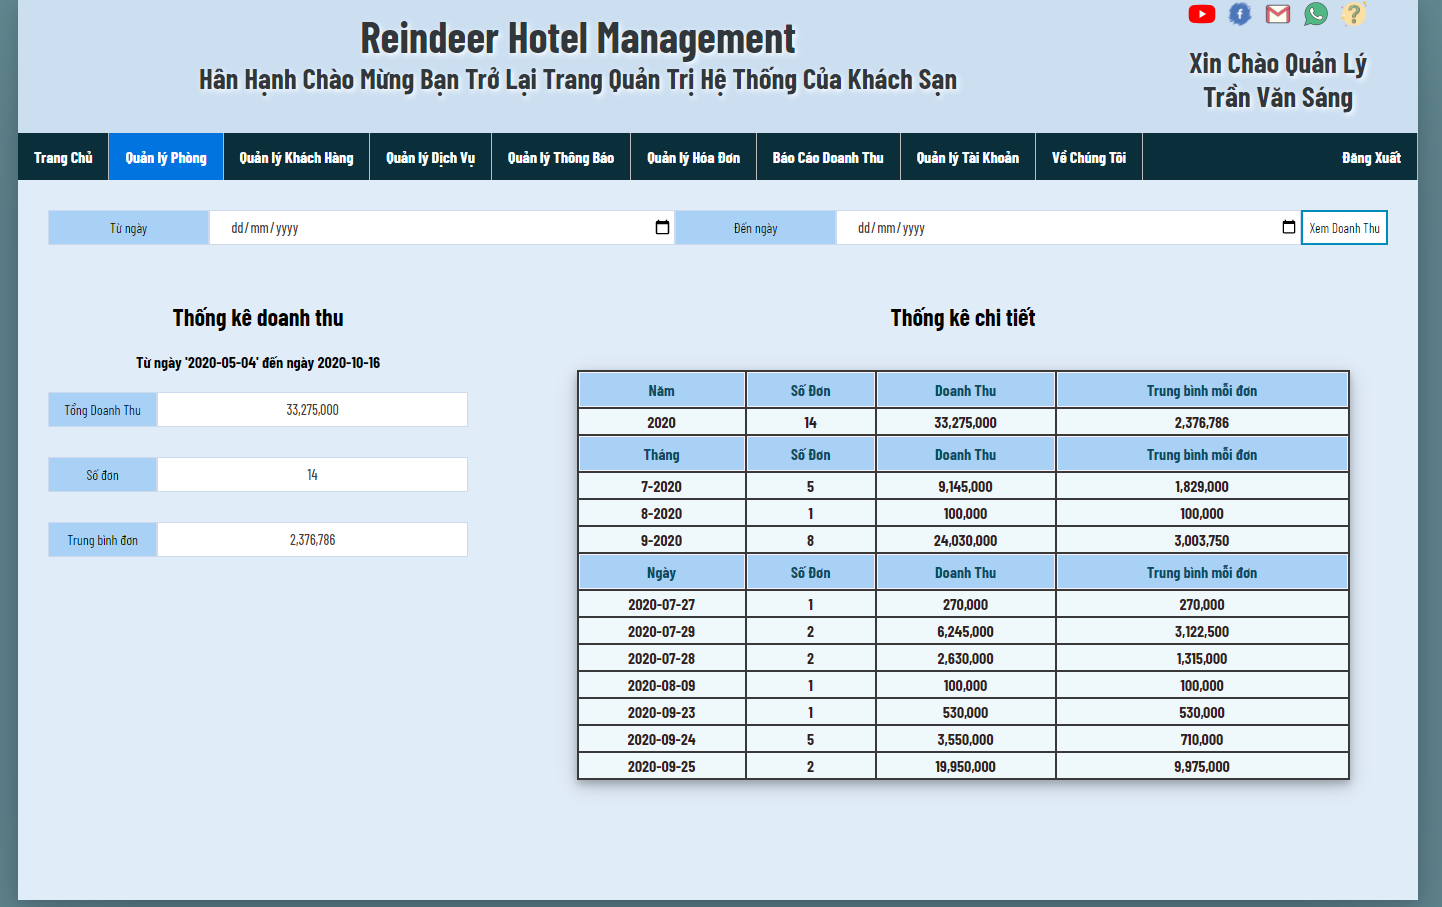 Reindeer Hotel Management
Hân Hạnh Chào Mừng Bạn Trở Lại Trang Quản Trị Hệ Thống Của Khách Sạn
Xin Chào Quản Lý
Trần Văn Sáng
Trang Chủ Quản lý Phòng Quản lý Khách Hàng Quản lý Dịch Vụ Quản lý Thông Báo Quản lý Hóa Đơn Báo Cáo Doanh Thu Quản lý Tài Khoản Về Chúng Tôi Đăng Xuất
Từ ngày dd/mm/yyyy Đến ngày dd/mm/yyyy Xem Doanh Thu
Thống kê doanh thu
Từ ngày '2020-05-04' đến ngày 2020-10-16
Tổng Doanh Thu 33,275,000
Số đơn 14
Trung bình đơn 2,376,786
Thống kê chi tiết
Năm Số Đơn Doanh Thu Trung bình mỗi đơn
2020 14 33,275,000 2,376,786
Tháng Số Đơn Doanh Thu Trung bình mỗi đơn
7-2020 5 9,145,000 1,829,000
8-2020 1 100,000 100,000
9-2020 8 24,030,000 3,003,750
Ngày Số Đơn Doanh Thu Trung bình mỗi đơn
2020-07-27 1 270,000 270,000
2020-07-29 2 6,245,000 3,122,500
2020-07-28 2 2,630,000 1,315,000
2020-08-09 1 100,000 100,000
2020-09-23 1 530,000 530,000
2020-09-24 5 3,550,000 710,000
2020-09-25 2 19,950,000 9,975,000